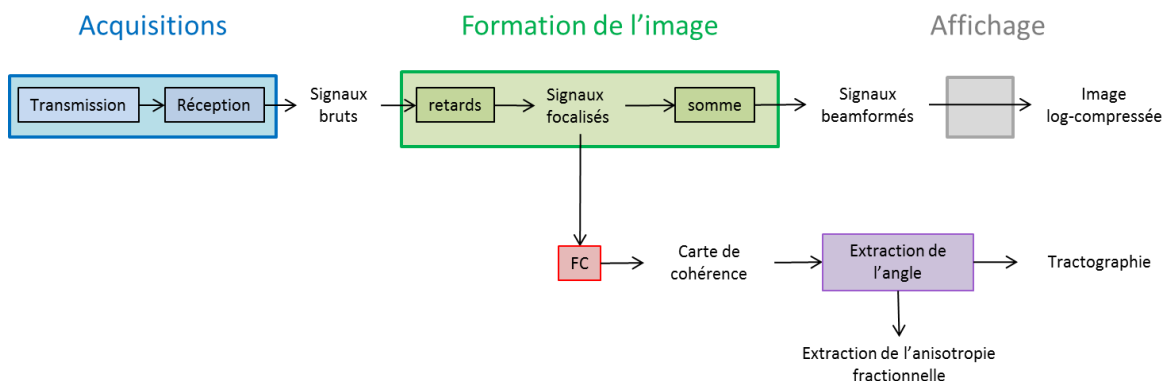 Acquisitions
Formation de l'image
Affichage
Transmission
Réception
Signaux
bruts
retards
Signaux
focalisés
somme
Signaux
beamformés
Image
log-compressée
FC
Carte de
cohérence
Extraction de
l'angle
Tractographie
Extraction de l'anisotropie
fractionnelle